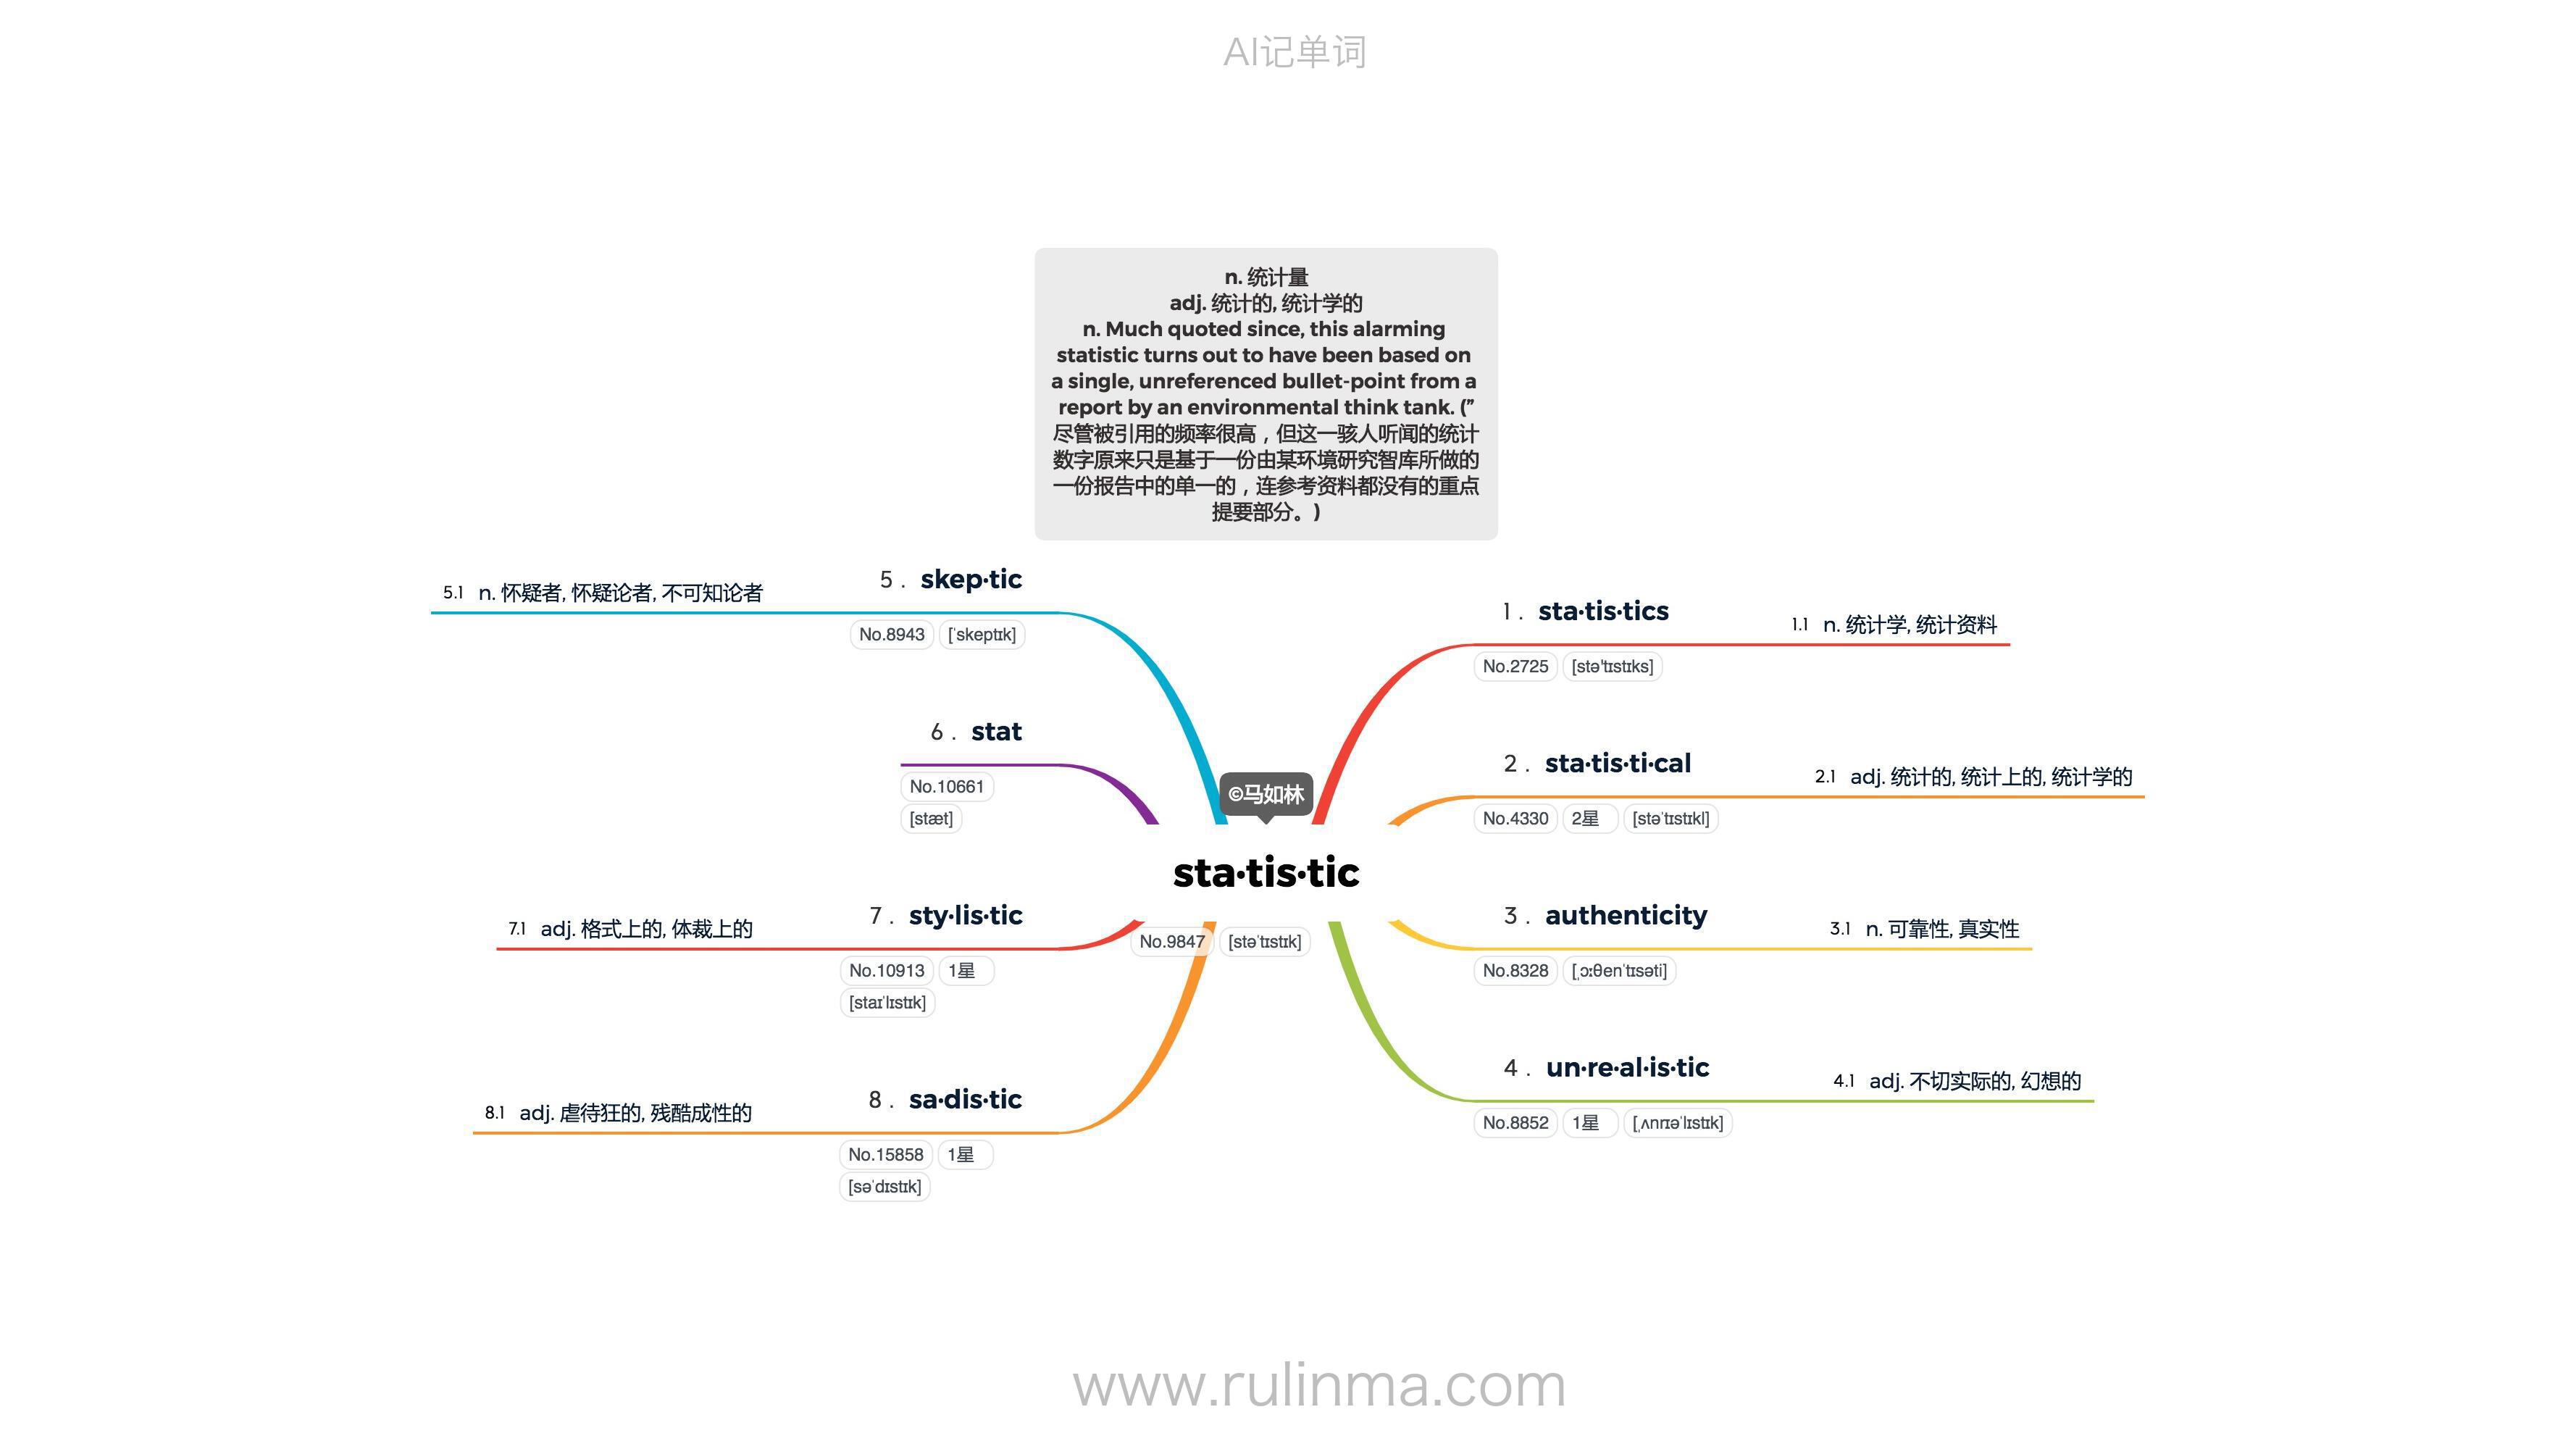 AI记单词
n. 统计量
adj. 统计的, 统计学的
n. Much quoted since, this alarming
statistic turns out to have been based on
a single, unreferenced bullet-point from a
report by an environmental think tank. (”
尽管被引用的频率很高，但这一骇人听闻的统计
数字原来只是基于一份由某环境研究智库所做的
一份报告中的单一的，连参考资料都没有的重点
提要部分。)
©马如林
sta·tis·tic
No.9847 [stəˈtɪstɪk]
1 . sta·tis·tics
1.1 n. 统计学, 统计资料
No.2725 [stə'tɪstɪks]
2 . sta·tis·ti·cal
2.1 adj. 统计的, 统计上的, 统计学的
No.4330 2星 [stəˈtɪstɪkl]
3 . authenticity
3.1 n. 可靠性, 真实性
No.8328 [ˌɔːθenˈtɪsəti]
4 . un·re·al·is·tic
4.1 adj. 不切实际的, 幻想的
No.8852 1星 [ˌʌnrɪəˈlɪstɪk]
5 . skep·tic
5.1 n. 怀疑者, 怀疑论者, 不可知论者
No.8943 [ˈskeptɪk]
6 . stat
No.10661
[stæt]
7 . sty·lis·tic
7.1 adj. 格式上的, 体裁上的
No.10913 1星
[staɪˈlɪstɪk]
8 . sa·dis·tic
8.1 adj. 虐待狂的, 残酷成性的
No.15858 1星
[səˈdɪstɪk]
www.rulinma.com